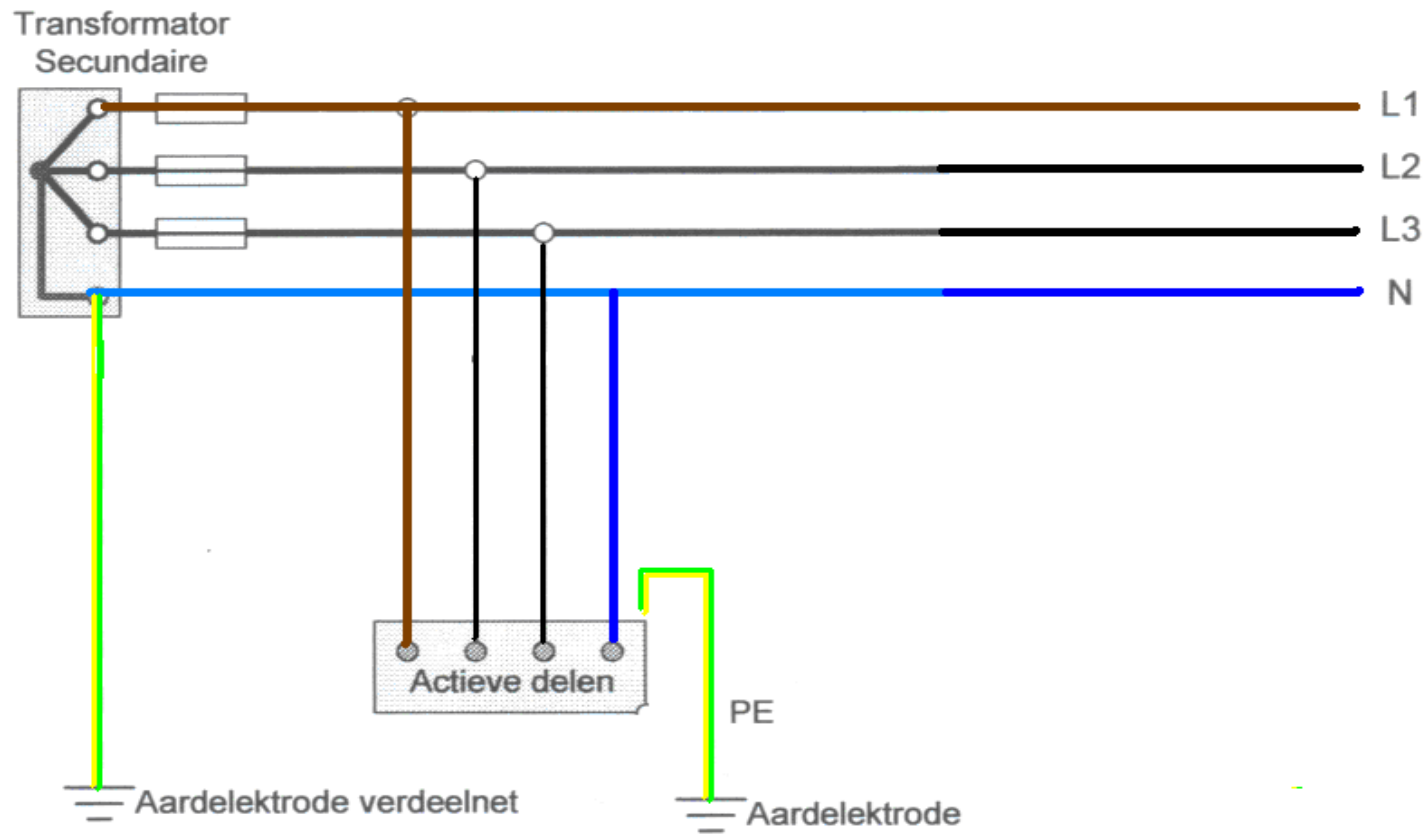 Transformator
Secundaire
L1
L2
L3
N
Actieve delen
PE
Aardelektrode verdeelnet
Aardelektrode